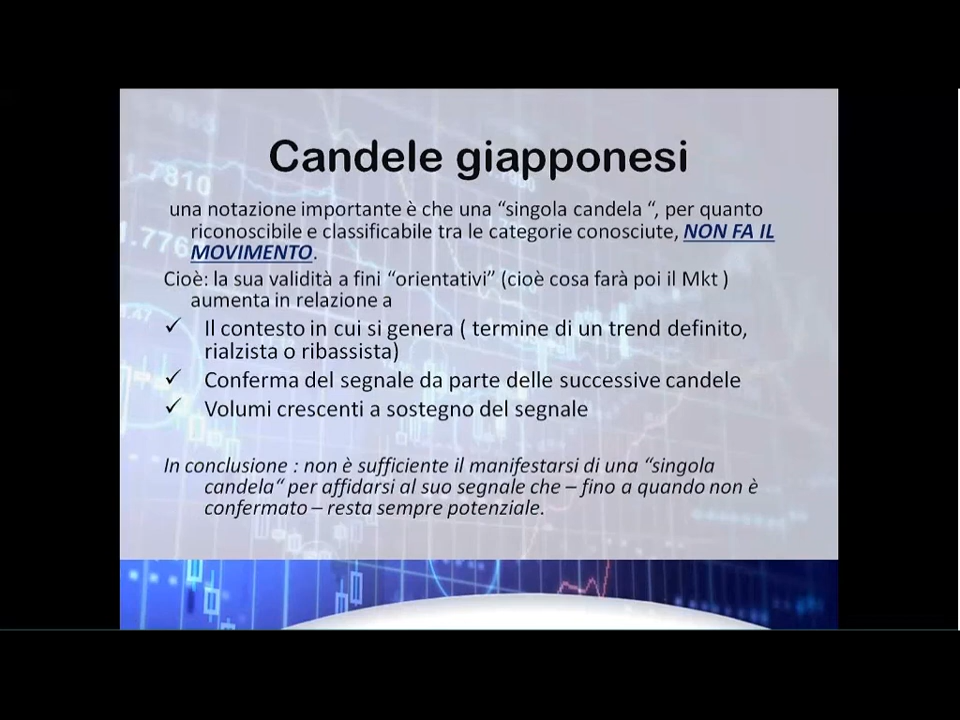 Candele giapponesi
una notazione importante è che una “singola candela “, per quanto
riconoscibile e classificabile tra le categorie conosciute, NON FA IL
MOVIMENTO.
Cioè: la sua validità a fini “orientativi” (cioè cosa farà poi il Mkt )
aumenta in relazione a
✓ Il contesto in cui si genera ( termine di un trend definito,
rialzista o ribassista)
✓ Conferma del segnale da parte delle successive candele
✓ Volumi crescenti a sostegno del segnale
In conclusione : non è sufficiente il manifestarsi di una “singola
candela“ per affidarsi al suo segnale che – fino a quando non è
confermato – resta sempre potenziale.
1.7810
1.776